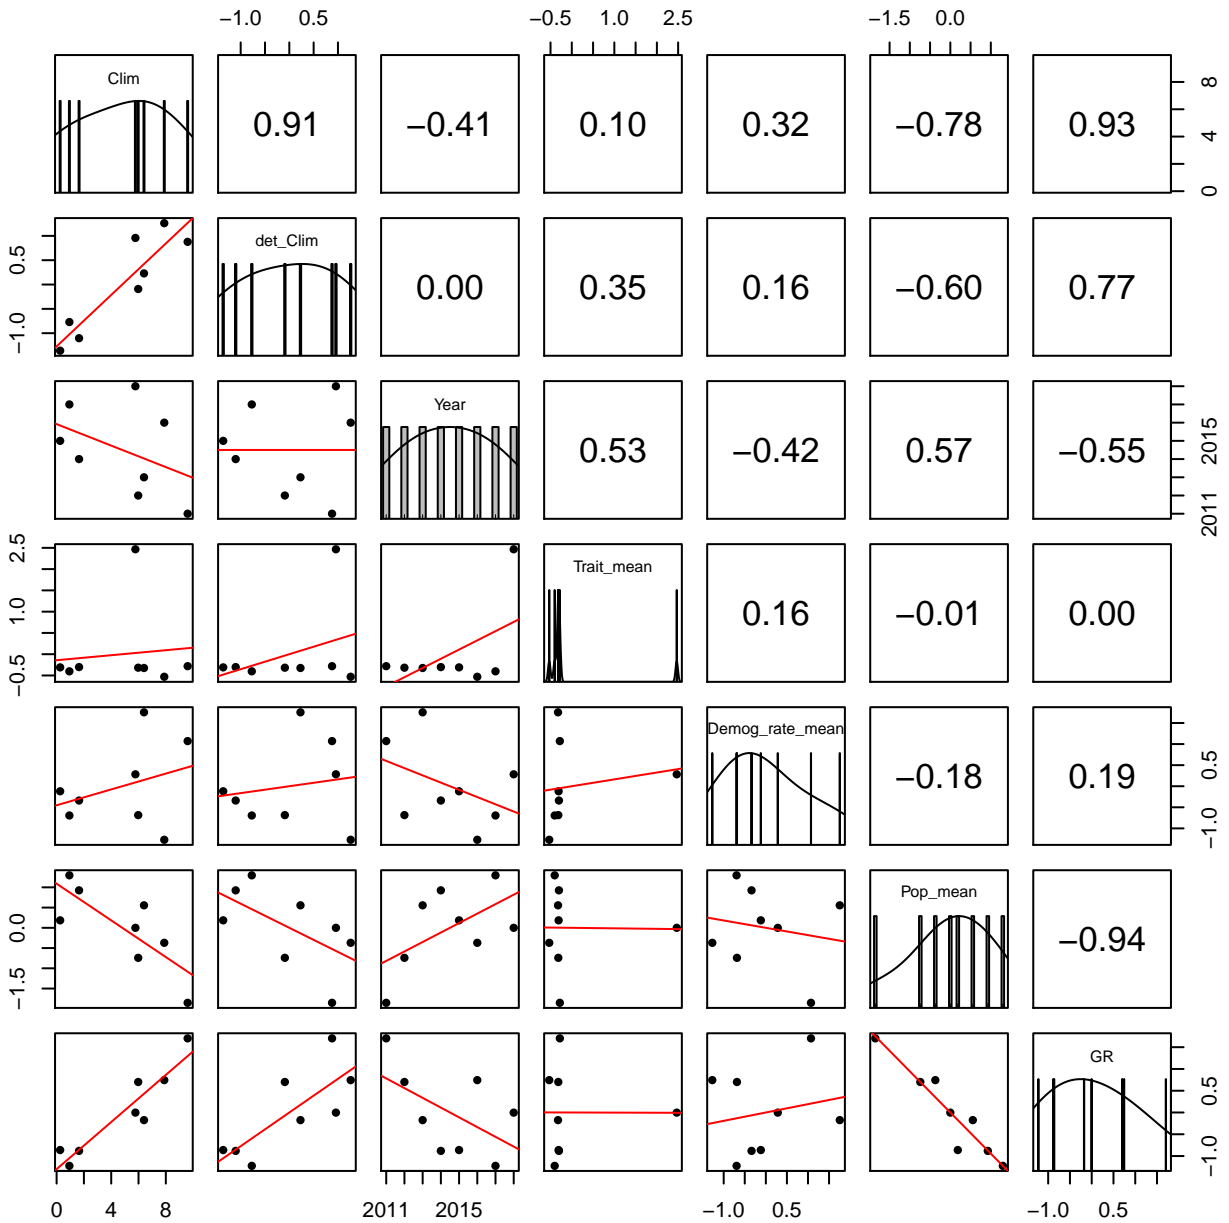 −1.0 0.5 −0.5 1.0 2.5 −1.5 0.0
Clim 0.91 −0.41 0.10 0.32 −0.78 0.93 0 4 8
−1.0 0.5 det_Clim 0.00 0.35 0.16 −0.60 0.77
Year 0.53 −0.42 0.57 −0.55 2011 2015
−0.5 1.0 2.5 Trait_mean 0.16 −0.01 0.00
Demog_rate_mean −0.18 0.19 −1.0 0.5
−1.5 0.0 Pop_mean −0.94
GR −1.0 0.5
0 4 8 2011 2015 −1.0 0.5 −1.0 0.5